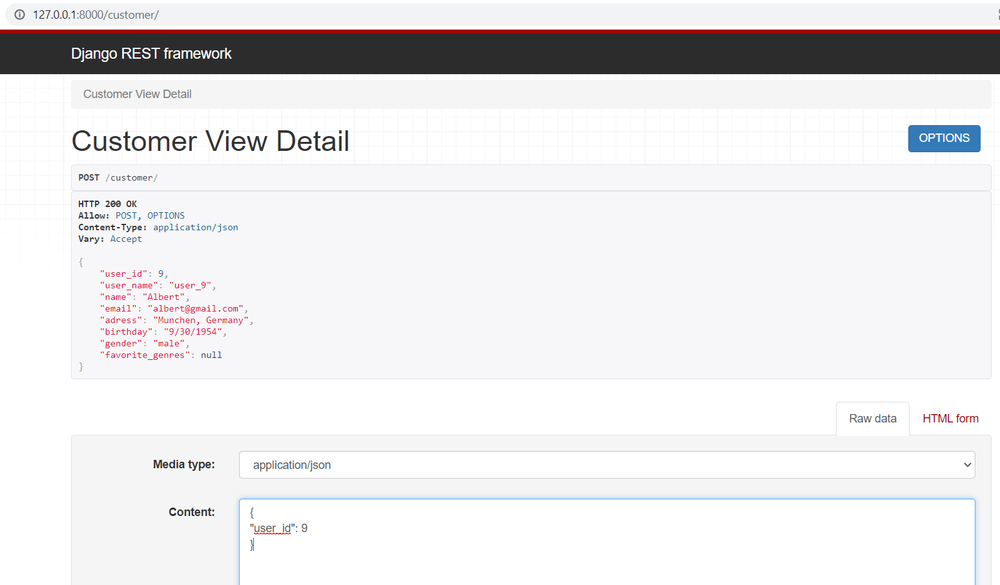 127.0.0.1:8000/customer/
Django REST framework
Customer View Detail
Customer View Detail
OPTIONS
POST /customer/
HTTP 200 OK
Allow: POST, OPTIONS
Content-Type: application/json
Vary: Accept
{
"user_id": 9,
"user_name": "user_9",
"name": "Albert",
"email": "albert@gmail.com",
"adress": "Munchen, Germany",
"birthday": "9/30/1954",
"gender": "male",
"favorite_genres": null
}
Raw data
HTML form
Media type:
application/json
Content:
{
"user_id": 9
}